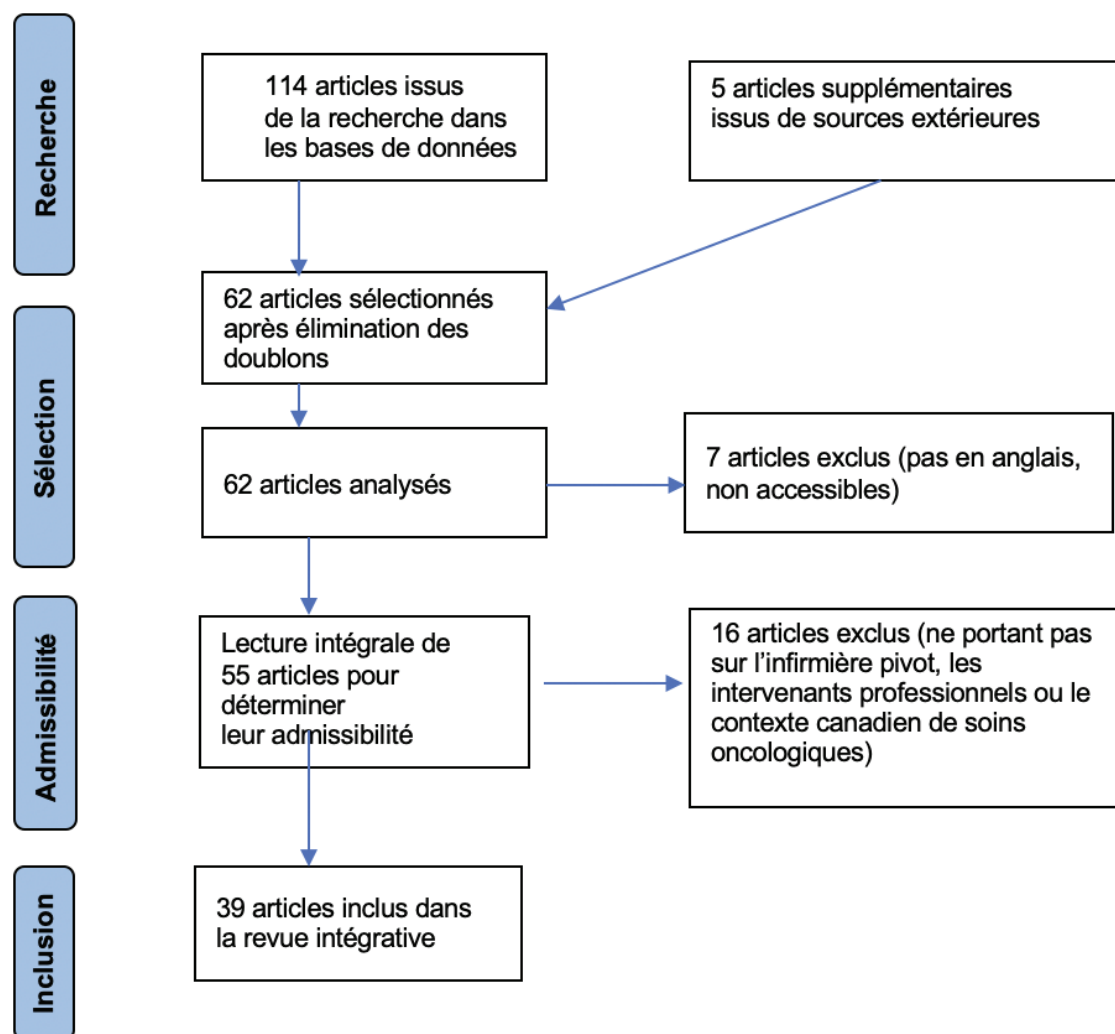 Recherche
114 articles issus
de la recherche dans
les bases de données
5 articles supplémentaires
issus de sources extérieures
Sélection
62 articles sélectionnés
après élimination des
doublons
62 articles analysés
7 articles exclus (pas en anglais,
non accessibles)
Admissibilité
Lecture intégrale de
55 articles pour
déterminer
leur admissibilité
16 articles exclus (ne portant pas
sur l’infirmière pivot, les
intervenants professionnels ou le
contexte canadien de soins
oncologiques)
Inclusion
39 articles inclus dans
la revue intégrative